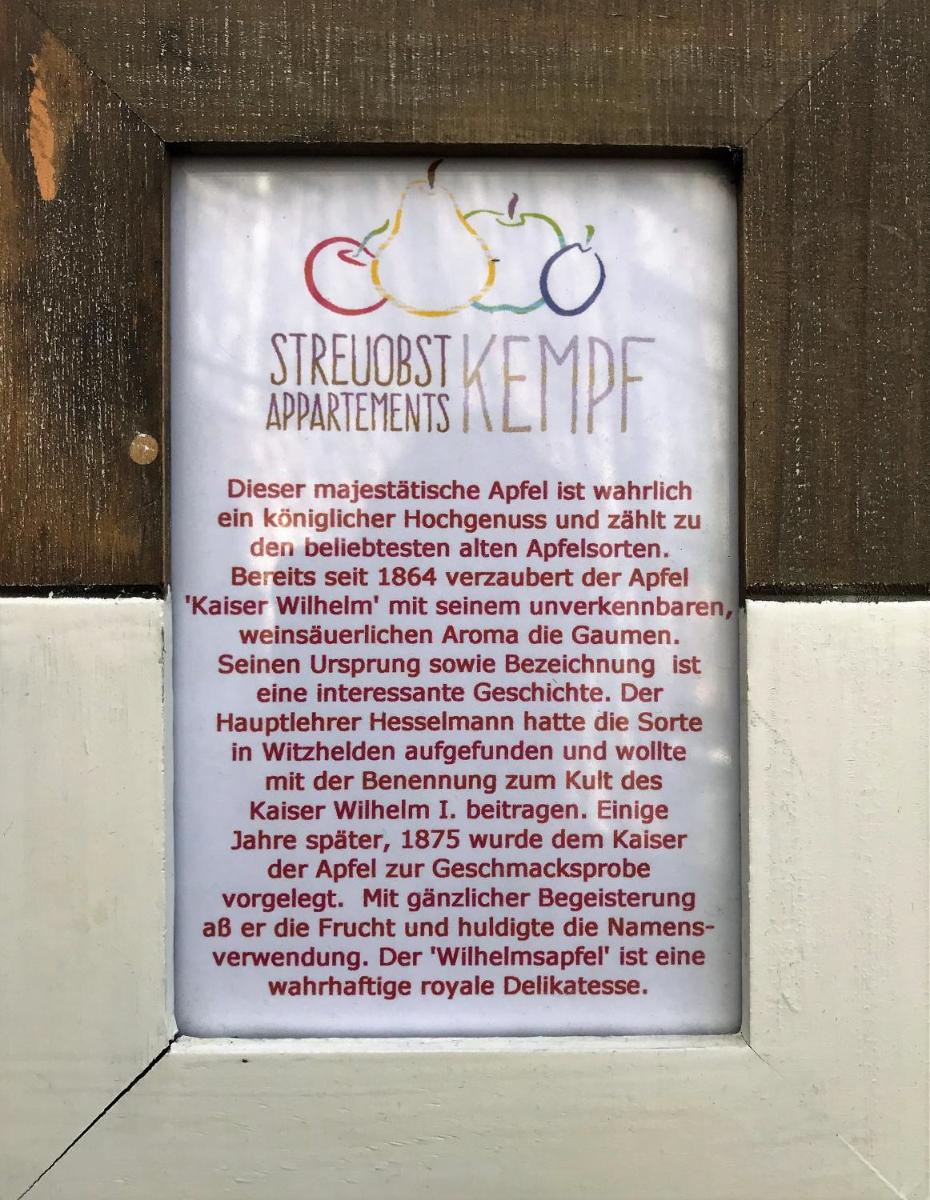 STREUOBST KEMPF
APPARTEMENTS
Dieser majestätische Apfel ist wahrlich
ein königlicher Hochgenuss und zählt zu
den beliebtesten alten Apfelsorten.
Bereits seit 1864 verzaubert der Apfel
'Kaiser Wilhelm' mit seinem unverkennbaren,
weinsäuerlichen Aroma die Gaumen.
Seinen Ursprung sowie Bezeichnung  ist
eine interessante Geschichte. Der
Hauptlehrer Hesselmann hatte die Sorte
in Witzhelden aufgefunden und wollte
mit der Benennung zum Kult des
Kaiser Wilhelm I. beitragen. Einige
Jahre später, 1875 wurde dem Kaiser
der Apfel zur Geschmacksprobe
vorgelegt.  Mit gänzlicher Begeisterung
aß er die Frucht und huldigte die Namens-
verwendung. Der 'Wilhelmsapfel' ist eine
wahrhaftige royale Delikatesse.